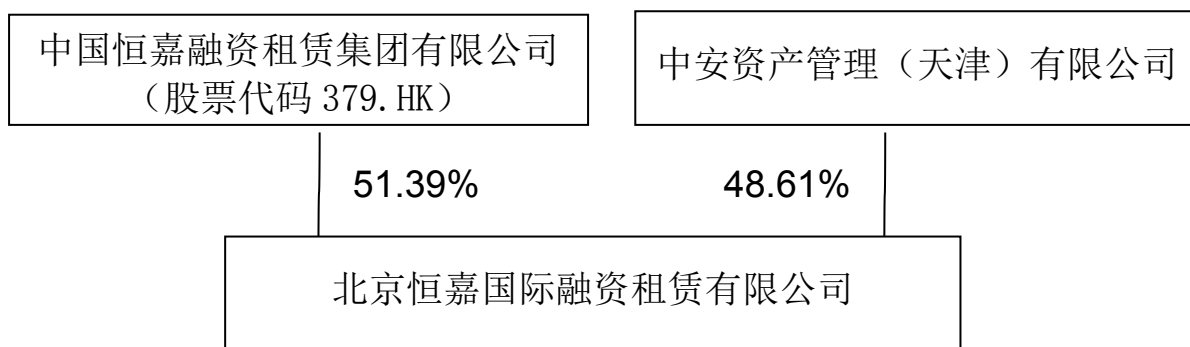 中国恒嘉融资租赁集团有限公司
（股票代码 379.HK）
中安资产管理（天津）有限公司
51.39%
48.61%
北京恒嘉国际融资租赁有限公司